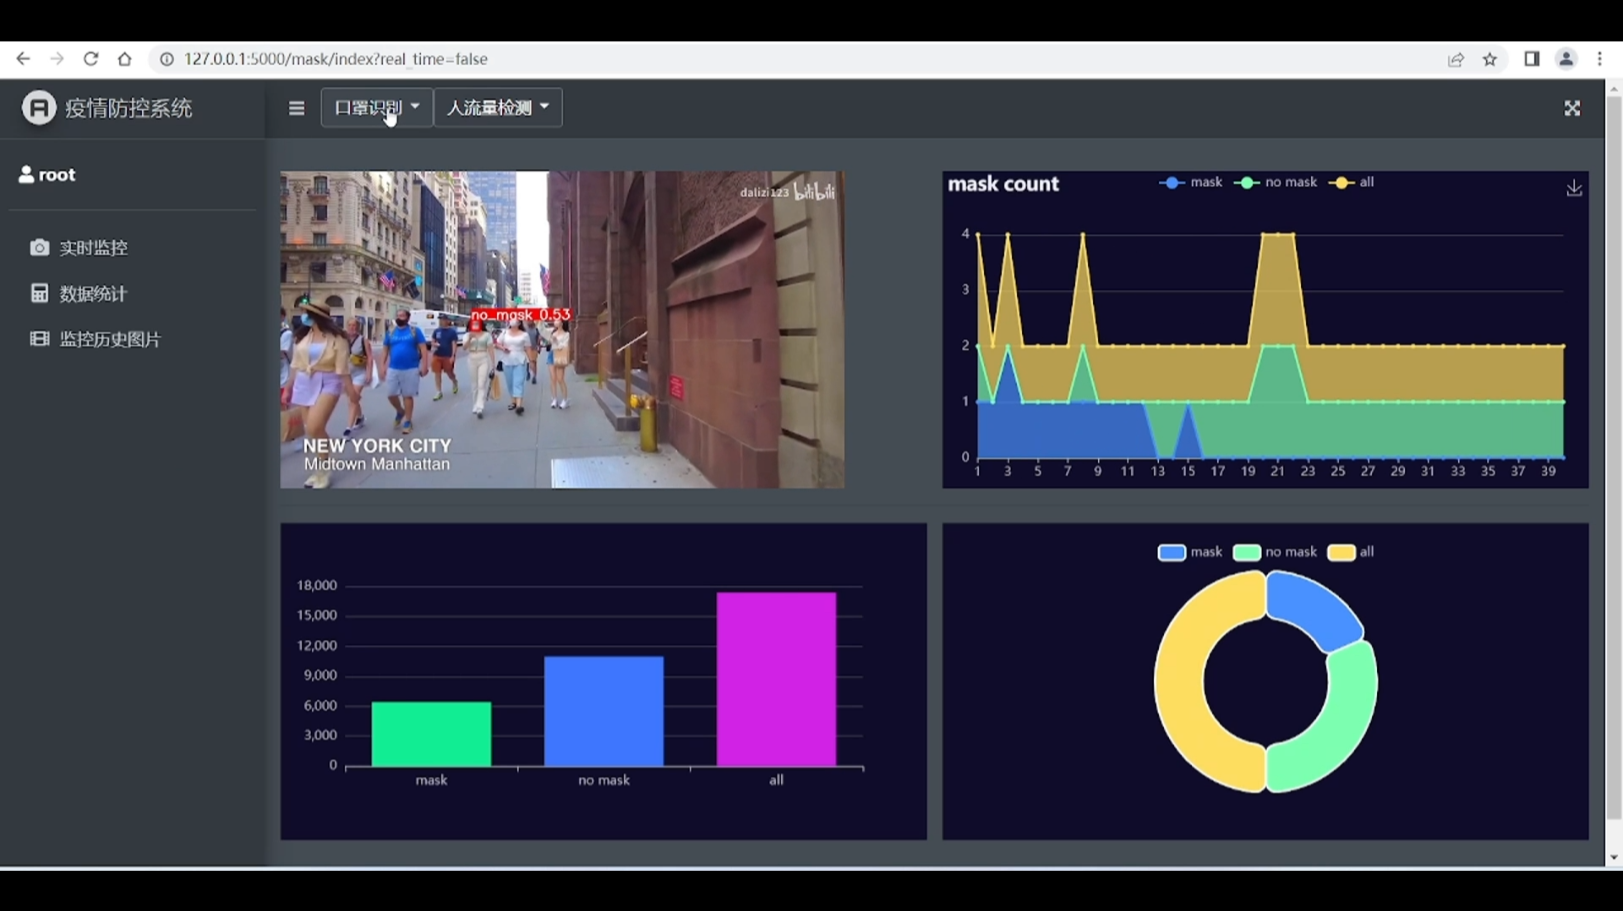 127.0.0.1:5000/mask/index?real_time=false
疫情防控系统
口罩识别
人流量检测
root
实时监控
数据统计
监控历史图片
dalizi123 bilibili
no_mask 0.53
NEW YORK CITY
Midtown Manhattan
mask count
mask no mask all
4
3
2
1
0
1 3 5 7 9 11 13 15 17 19 21 23 25 27 29 31 33 35 37 39
18,000
15,000
12,000
9,000
6,000
3,000
0
mask no mask all
mask no mask all